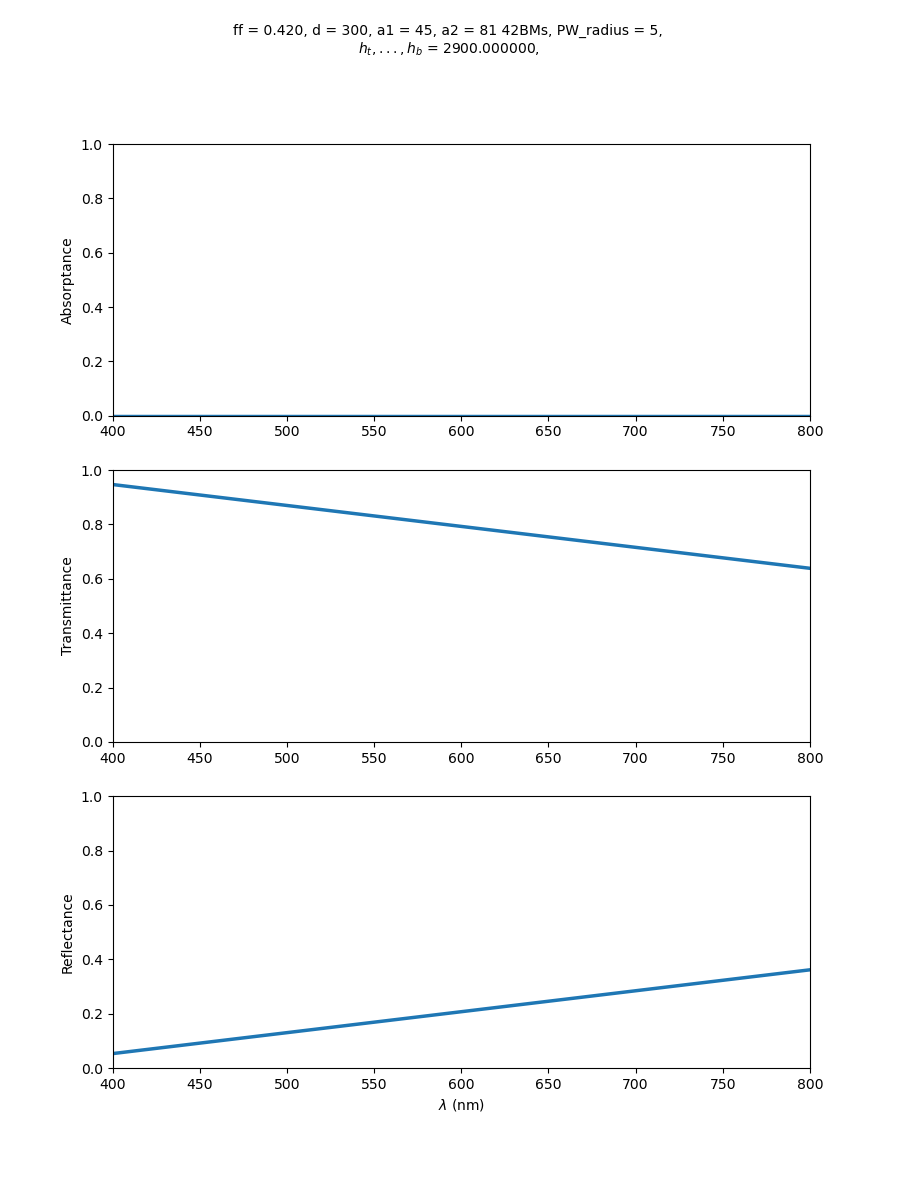 ff = 0.420, d = 300, a1 = 45, a2 = 81 42BMs, PW_radius = 5,
h_t, . . . , h_b = 2900.000000,
1.0
0.8
0.6
0.4
0.2
0.0
Absorptance
400 450 500 550 600 650 700 750 800
1.0
0.8
0.6
0.4
0.2
0.0
Transmittance
400 450 500 550 600 650 700 750 800
1.0
0.8
0.6
0.4
0.2
0.0
Reflectance
400 450 500 550 600 650 700 750 800
λ (nm)